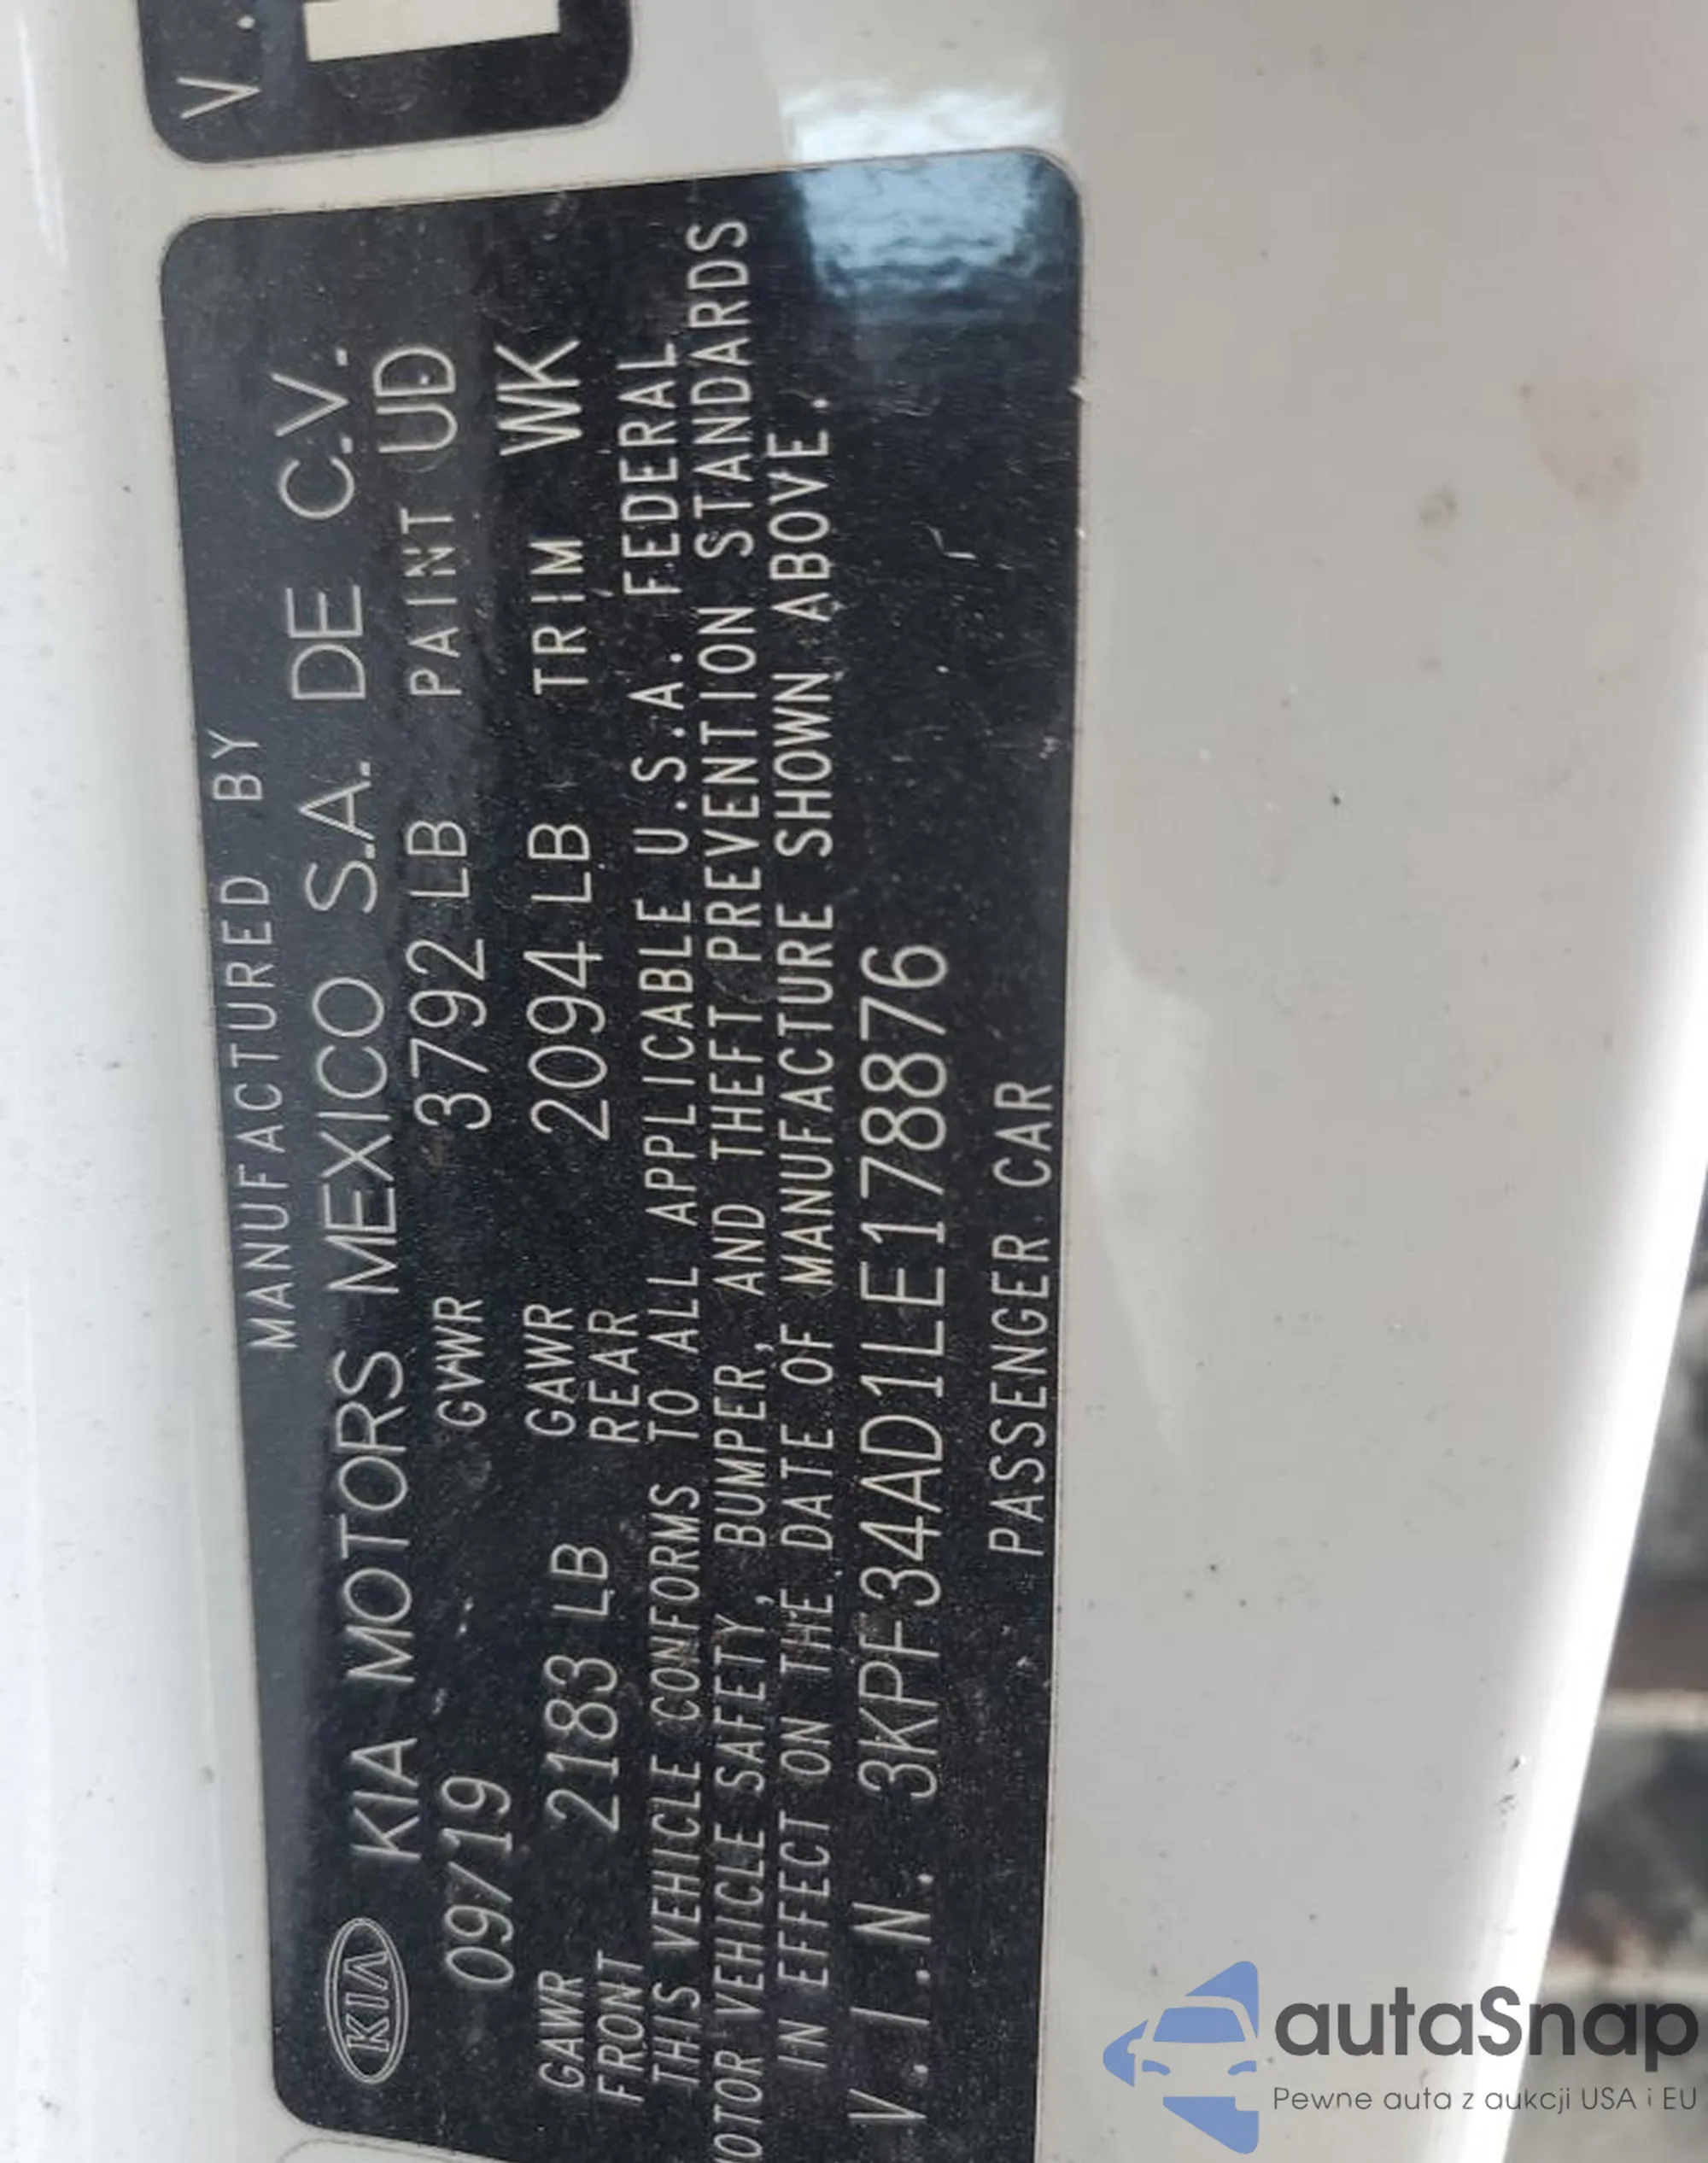 V.
MANUFACTURED BY
KIA KIA MOTORS MEXICO S.A. DE C.V.
09/19 GVWR 3792 LB PAINT UD
GAWR FRONT 2183 LB GAWR REAR 2094 LB TRIM WK
THIS VEHICLE CONFORMS TO ALL APPLICABLE U.S.A. FEDERAL
OTOR VEHICLE SAFETY, BUMPER, AND THEFT PREVENTION STANDARDS
IN EFFECT ON THE DATE OF MANUFACTURE SHOWN ABOVE.
V.I.N. 3KPF34AD1LE178876
PASSENGER CAR
autaSnap
Pewne auta z aukcji USA i EU